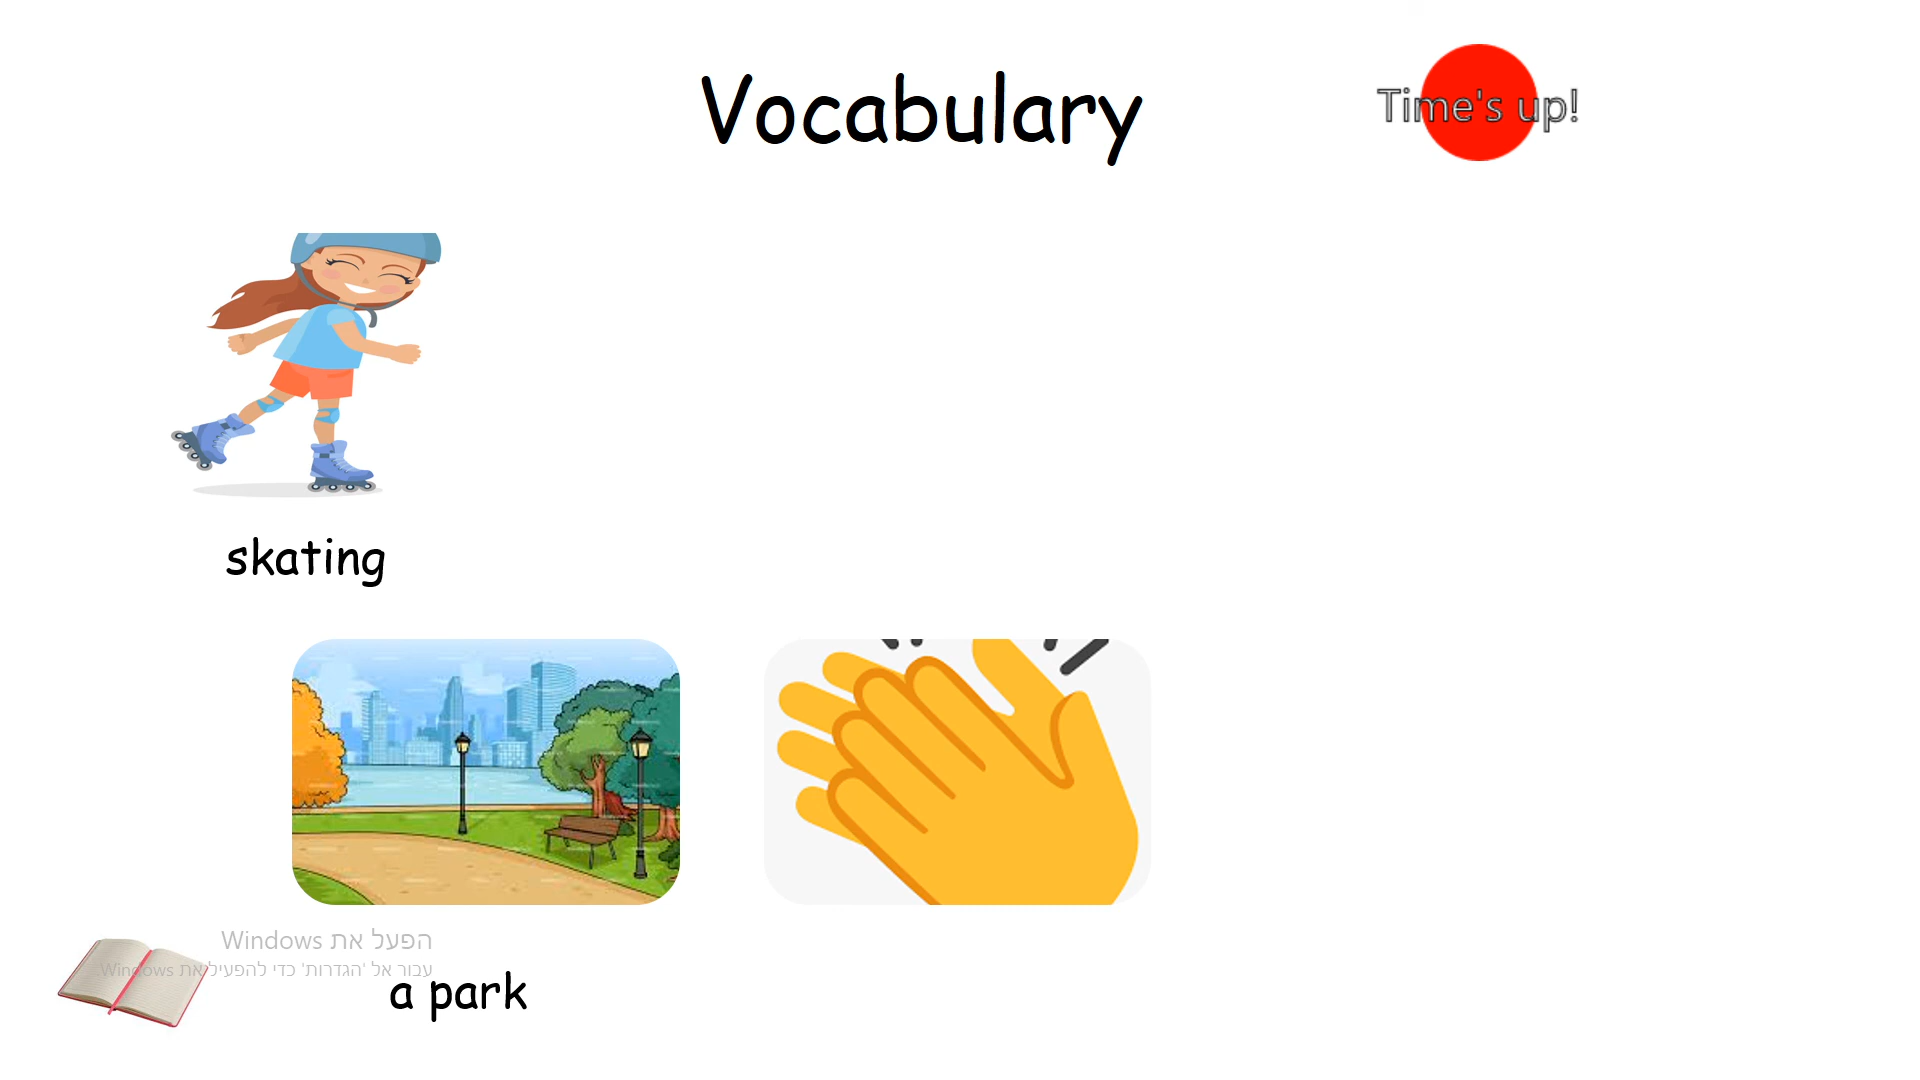 Vocabulary
Time's up!
skating
הפעל את Windows
עבור אל 'הגדרות' כדי להפעיל את Windows.
a park